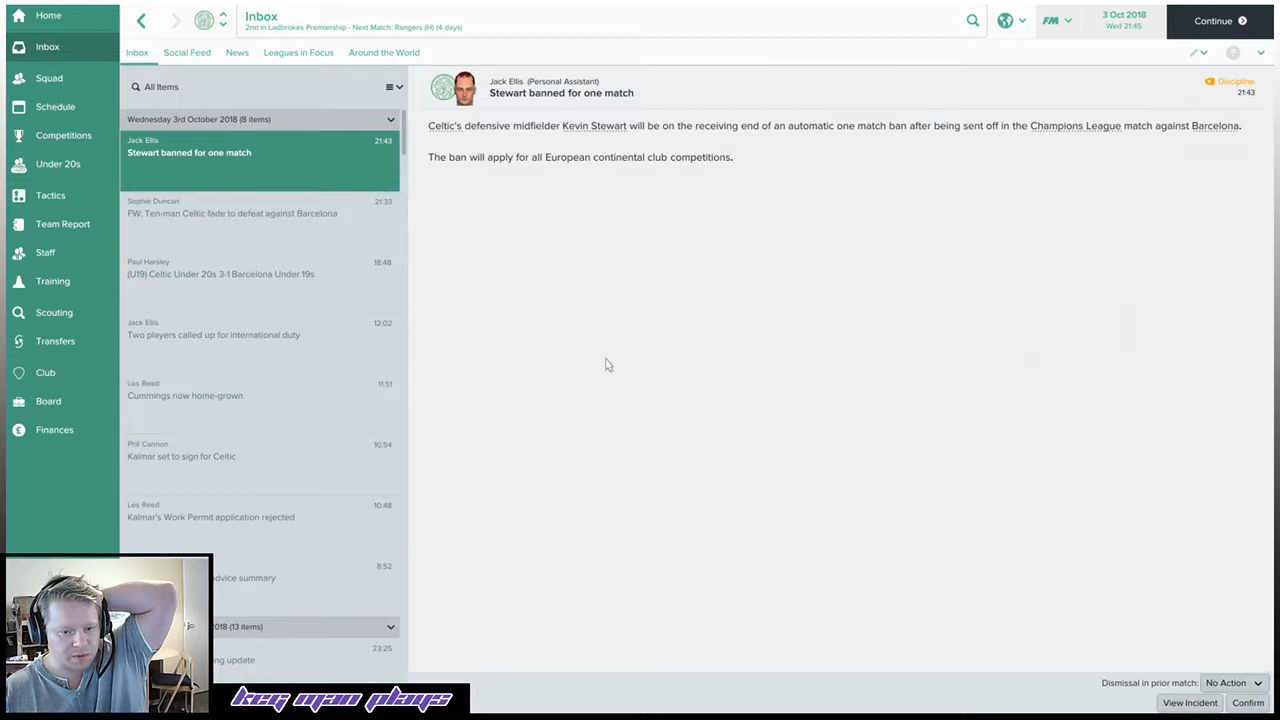 Home
Inbox
Squad
Schedule
Competitions
Under 20s
Tactics
Team Report
Staff
Training
Scouting
Transfers
Club
Board
Finances
Inbox
2nd in Ladbrokes Premiership - Next Match: Rangers (H) (4 days)
FM
3 Oct 2018
Wed 21:45
Continue
Inbox
Social Feed
News
Leagues in Focus
Around the World
?
All Items
Wednesday 3rd October 2018 (8 items)
Jack Ellis 21:43
Stewart banned for one match
Sophie Duncan 21:33
FW: Ten-man Celtic fade to defeat against Barcelona
Paul Harsley 18:48
(U19) Celtic Under 20s 3-1 Barcelona Under 19s
Jack Ellis 12:02
Two players called up for international duty
Les Reed 11:51
Cummings now home-grown
Phil Cannon 10:54
Kalmar set to sign for Celtic
Les Reed 10:48
Kalmar's Work Permit application rejected
8:52
advice summary
2018 (13 items)
23:25
update
Jack Ellis (Personal Assistant)
Stewart banned for one match
Discipline
21:43
Celtic's defensive midfielder Kevin Stewart will be on the receiving end of an automatic one match ban after being sent off in the Champions League match against Barcelona.
The ban will apply for all European continental club competitions.
Dismissal in prior match: No Action
View Incident
Confirm
keg man plays